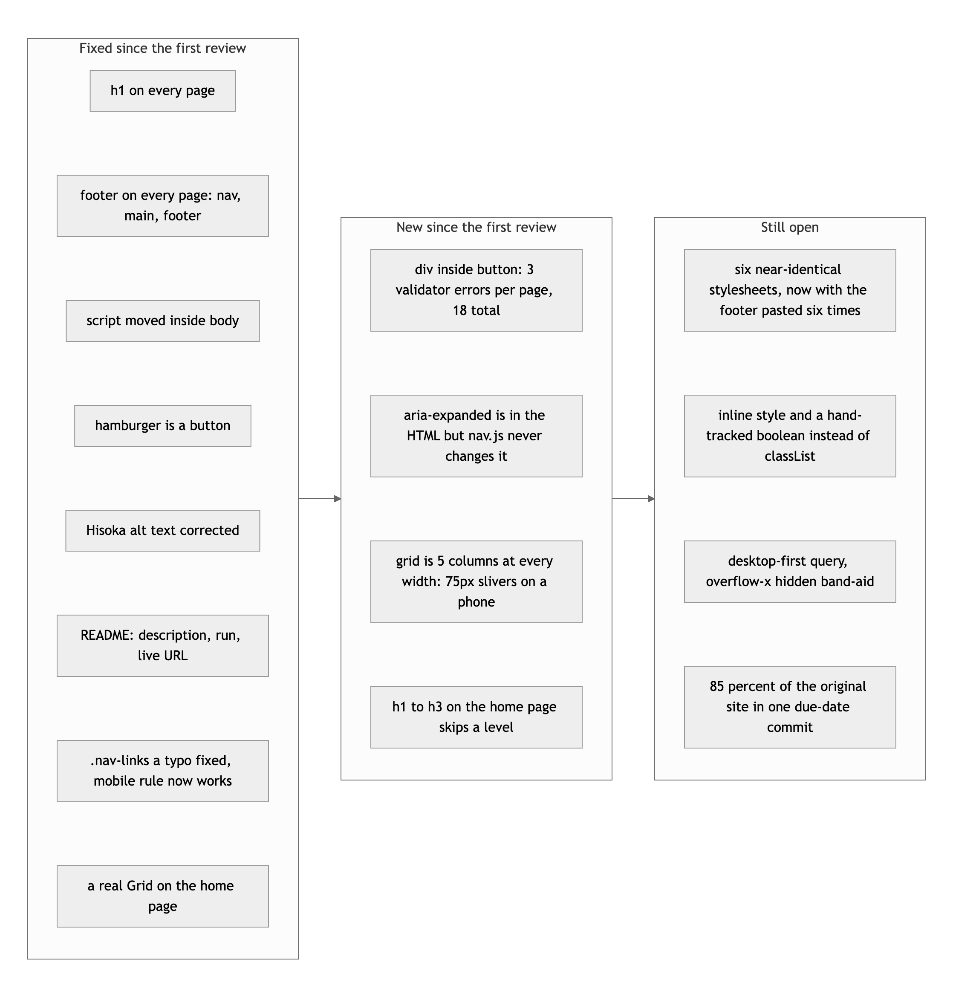 Fixed since the first review
h1 on every page
footer on every page: nav,
main, footer
script moved inside body
hamburger is a button
Hisoka alt text corrected
README: description, run,
live URL
.nav-links a typo fixed,
mobile rule now works
a real Grid on the home
page
New since the first review
div inside button: 3
validator errors per page,
18 total
aria-expanded is in the
HTML but nav.js never
changes it
grid is 5 columns at every
width: 75px slivers on a
phone
h1 to h3 on the home page
skips a level
Still open
six near-identical
stylesheets, now with the
footer pasted six times
inline style and a hand-
tracked boolean instead of
classList
desktop-first query,
overflow-x hidden band-aid
85 percent of the original
site in one due-date
commit